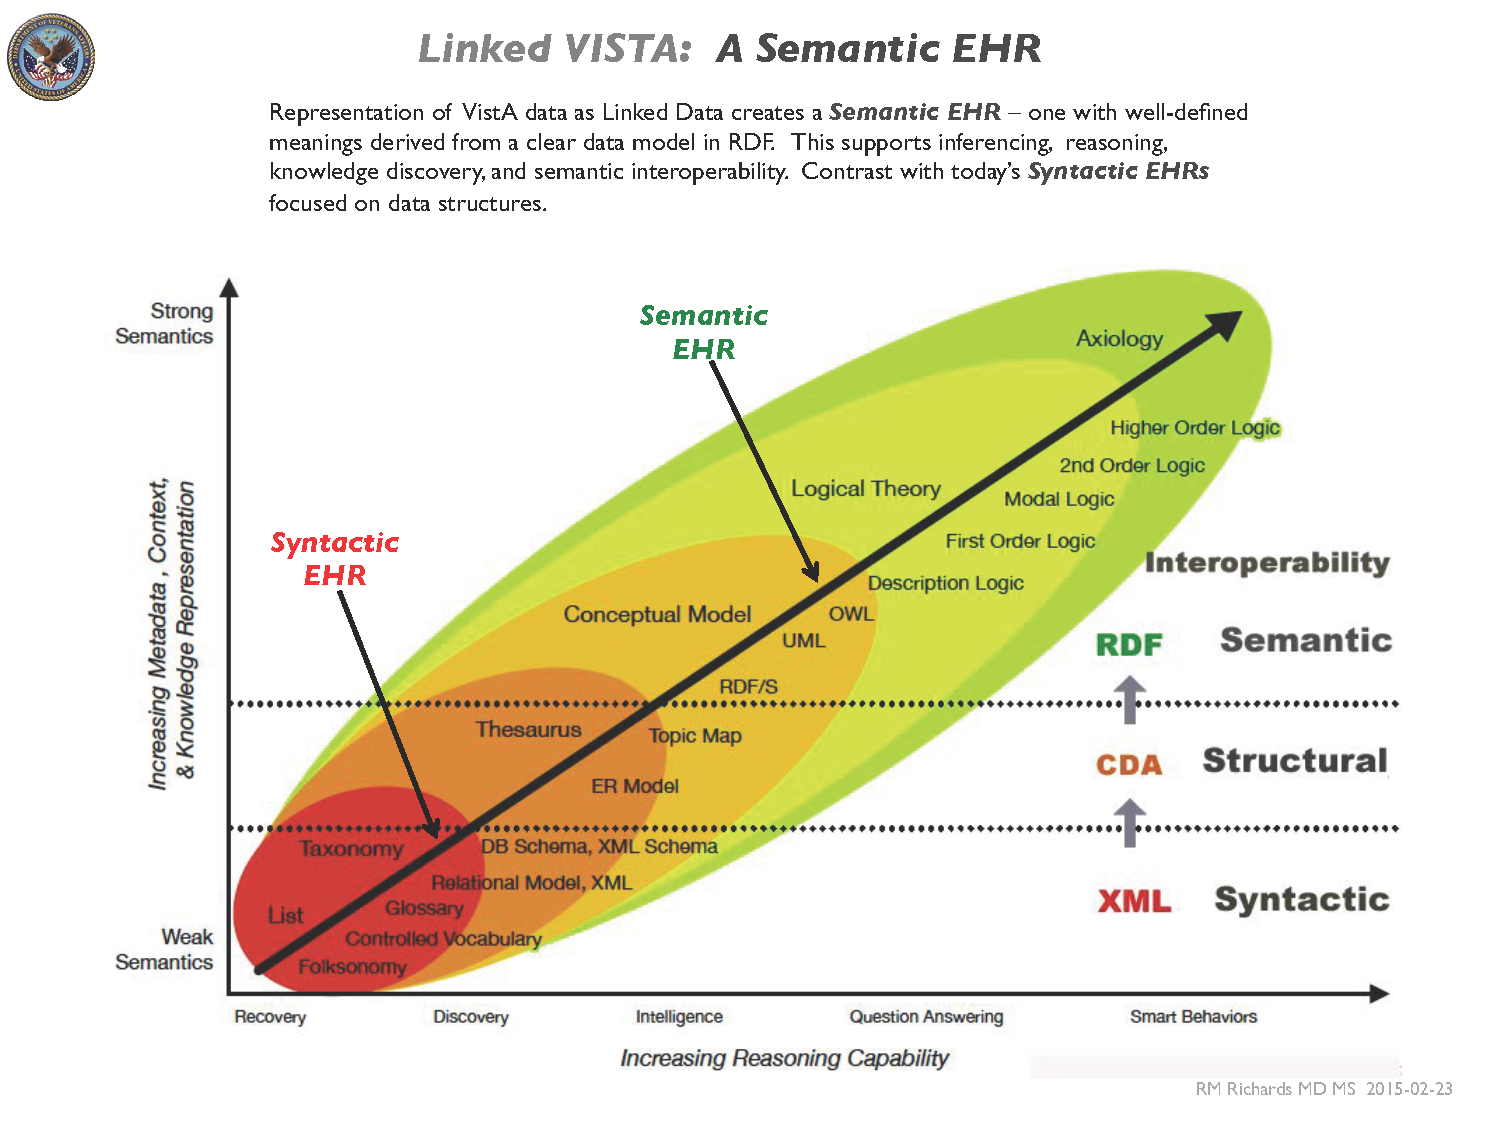 Linked VISTA: A Semantic EHR
Representation of VistA data as Linked Data creates a Semantic EHR – one with well-defined
meanings derived from a clear data model in RDF. This supports inferencing, reasoning,
knowledge discovery, and semantic interoperability. Contrast with today's Syntactic EHRs
focused on data structures.
Strong
Semantics
Semantic
EHR
Axiology
Higher Order Logic
2nd Order Logic
Logical Theory
Modal Logic
First Order Logic
Syntactic
EHR
Increasing Metadata , Context,
& Knowledge Representation
Interoperability
Description Logic
Conceptual Model
OWL
UML
RDF Semantic
RDF/S
Thesaurus
Topic Map
CDA Structural
ER Model
Taxonomy
DB Schema, XML Schema
Relational Model, XML
List
Glossary
XML Syntactic
Controlled Vocabulary
Folksonomy
Weak
Semantics
Recovery
Discovery
Intelligence
Question Answering
Smart Behaviors
Increasing Reasoning Capability
RM Richards MD MS 2015-02-23